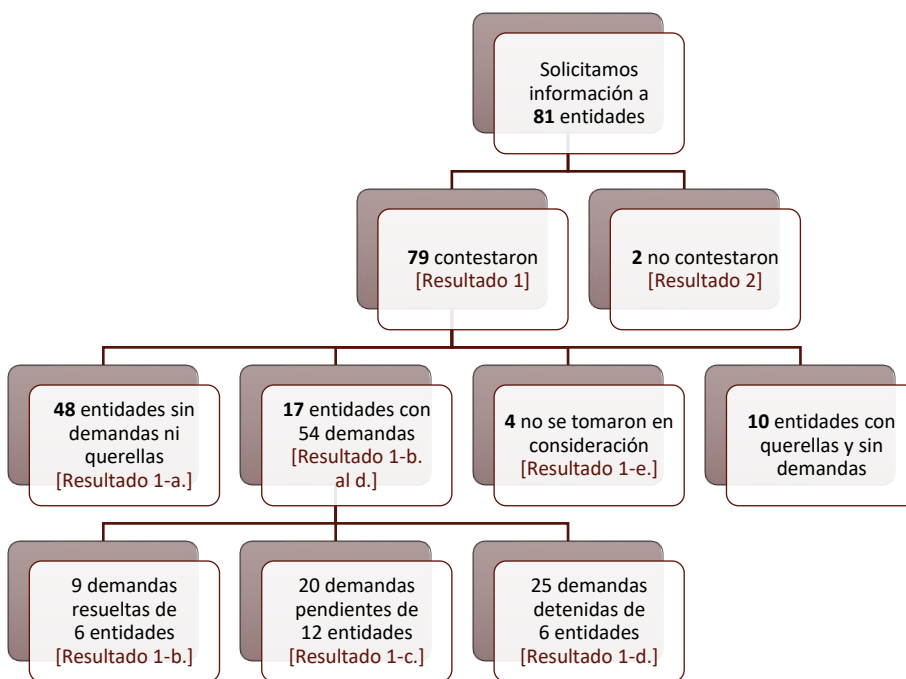 Solicitamos
información a
81 entidades
79 contestaron
[Resultado 1]
2 no contestaron
[Resultado 2]
48 entidades sin
demandas ni
querellas
[Resultado 1-a.]
17 entidades con
54 demandas
[Resultado 1-b.
al d.]
4 no se tomaron en
consideración
[Resultado 1-e.]
10 entidades con
querellas y sin
demandas
9 demandas
resueltas de
6 entidades
[Resultado 1-b.]
20 demandas
pendientes de
12 entidades
[Resultado 1-c.]
25 demandas
detenidas de
6 entidades
[Resultado 1-d.]